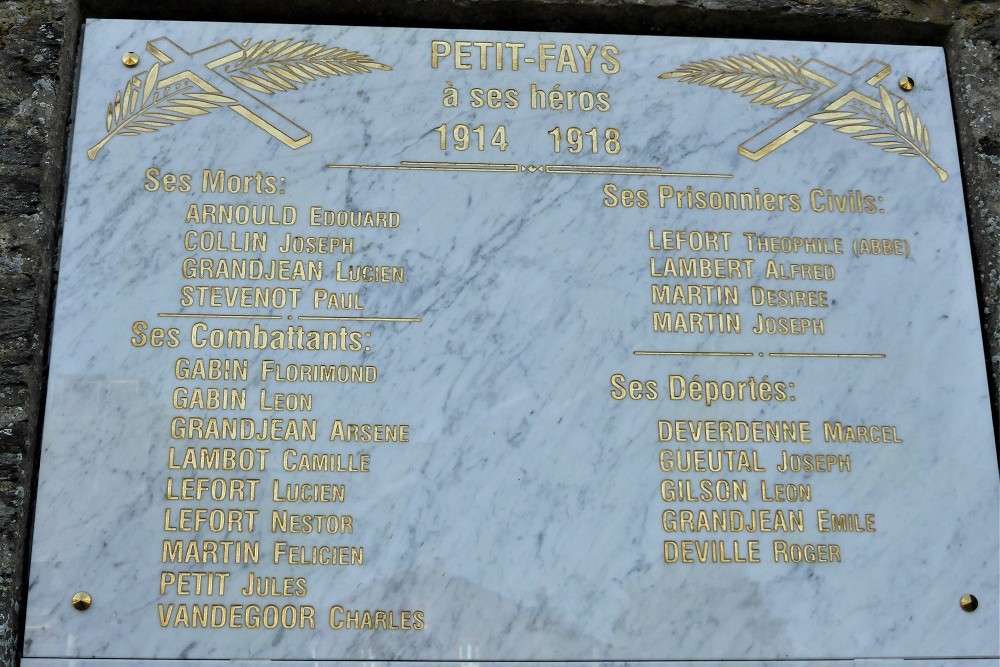 PETIT-FAYS
à ses héros
1914 1918
Ses Morts:
ARNOULD EDOUARD
COLLIN JOSEPH
GRANDJEAN LUCIEN
STEVENOT PAUL
Ses Combattants:
GABIN FLORIMOND
GABIN LEON
GRANDJEAN ARSENE
LAMBOT CAMILLE
LEFORT LUCIEN
LEFORT NESTOR
MARTIN FELICIEN
PETIT JULES
VANDEGOOR CHARLES
Ses Prisonniers Civils:
LEFORT THEOPHILE (ABBE)
LAMBERT ALFRED
MARTIN DESIREE
MARTIN JOSEPH
Ses Déportés:
DEVERDENNE MARCEL
GUEUTAL JOSEPH
GILSON LEON
GRANDJEAN EMILE
DEVILLE ROGER